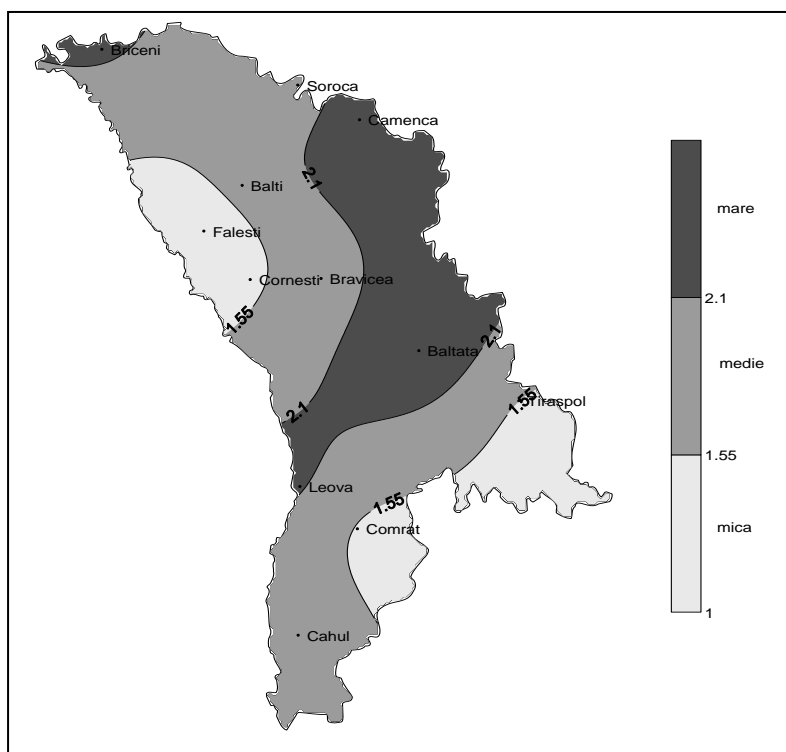 Briceni
Soroca
Camenca
2.1
Balti
mare
Falesti
Cornesti
Bravicea
2.1
1.55
2.1
Baltata
medie
1.55
Tiraspol
2.1
1.55
Leova
1.55
Comrat
mica
1
Cahul